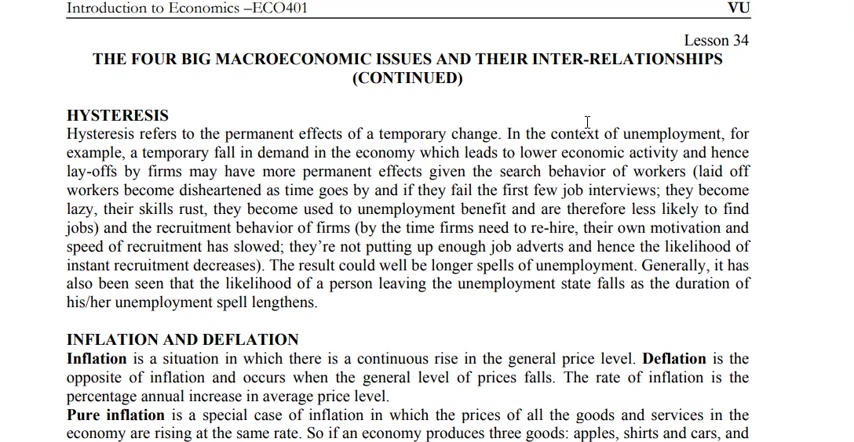 Introduction to Economics –ECO401 VU
Lesson 34
THE FOUR BIG MACROECONOMIC ISSUES AND THEIR INTER-RELATIONSHIPS
(CONTINUED)
HYSTERESIS
Hysteresis refers to the permanent effects of a temporary change. In the context of unemployment, for
example, a temporary fall in demand in the economy which leads to lower economic activity and hence
lay-offs by firms may have more permanent effects given the search behavior of workers (laid off
workers become disheartened as time goes by and if they fail the first few job interviews; they become
lazy, their skills rust, they become used to unemployment benefit and are therefore less likely to find
jobs) and the recruitment behavior of firms (by the time firms need to re-hire, their own motivation and
speed of recruitment has slowed; they’re not putting up enough job adverts and hence the likelihood of
instant recruitment decreases). The result could well be longer spells of unemployment. Generally, it has
also been seen that the likelihood of a person leaving the unemployment state falls as the duration of
his/her unemployment spell lengthens.
INFLATION AND DEFLATION
Inflation is a situation in which there is a continuous rise in the general price level. Deflation is the
opposite of inflation and occurs when the general level of prices falls. The rate of inflation is the
percentage annual increase in average price level.
Pure inflation is a special case of inflation in which the prices of all the goods and services in the
economy are rising at the same rate. So if an economy produces three goods: apples, shirts and cars, and